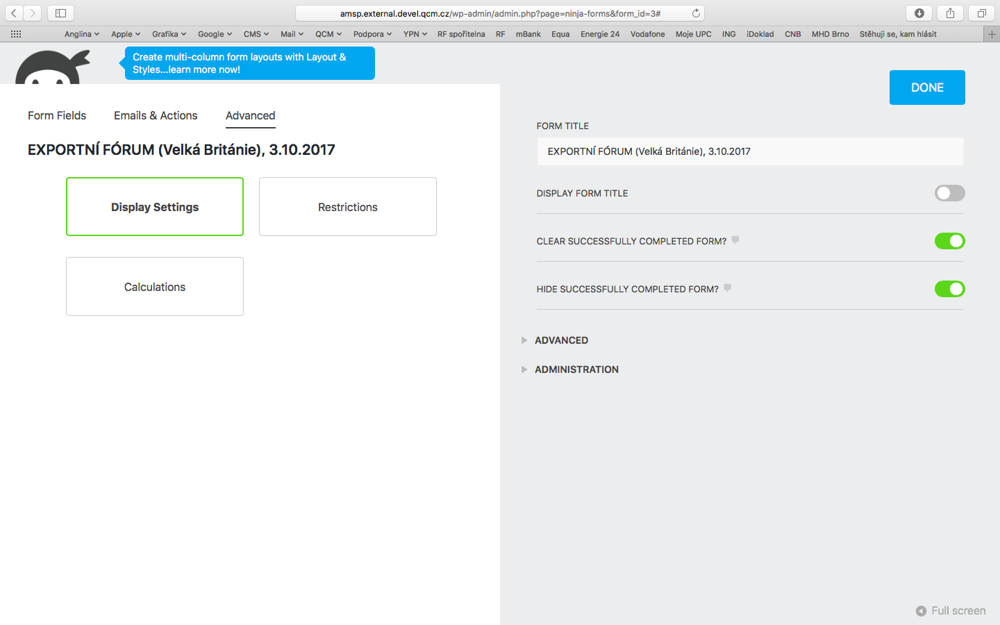 amsp.external.devel.qcm.cz/wp-admin/admin.php?page=ninja-forms&form_id=3#
Anglina Apple Grafika Google CMS Mail QCM Podpora YPN RF spořitelna RF mBank Equa Energie 24 Vodafone Moje UPC ING iDoklad CNB MHD Brno Stěhuji se, kam hlásit
Create multi-column form layouts with Layout &
Styles...learn more now!
DONE
Form Fields Emails & Actions Advanced
EXPORTNÍ FÓRUM (Velká Británie), 3.10.2017
Display Settings Restrictions
Calculations
FORM TITLE
EXPORTNÍ FÓRUM (Velká Británie), 3.10.2017
DISPLAY FORM TITLE
CLEAR SUCCESSFULLY COMPLETED FORM?
HIDE SUCCESSFULLY COMPLETED FORM?
ADVANCED
ADMINISTRATION
Full screen